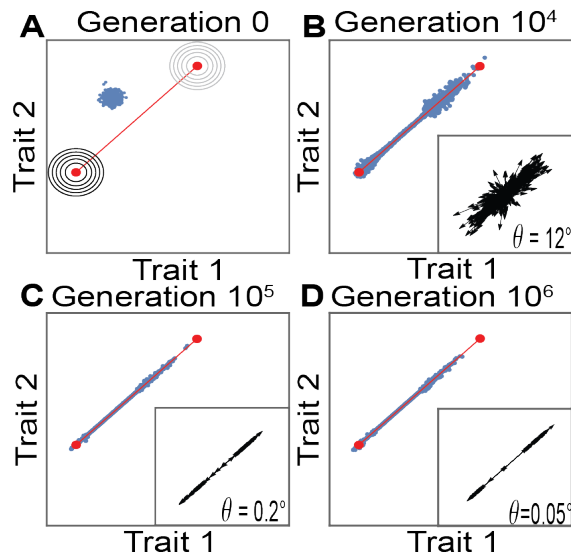 A Generation 0
Trait 2
Trait 1
B Generation 10⁴
Trait 2
θ = 12°
Trait 1
C Generation 10⁵
Trait 2
θ = 0.2°
Trait 1
D Generation 10⁶
Trait 2
θ=0.05°
Trait 1